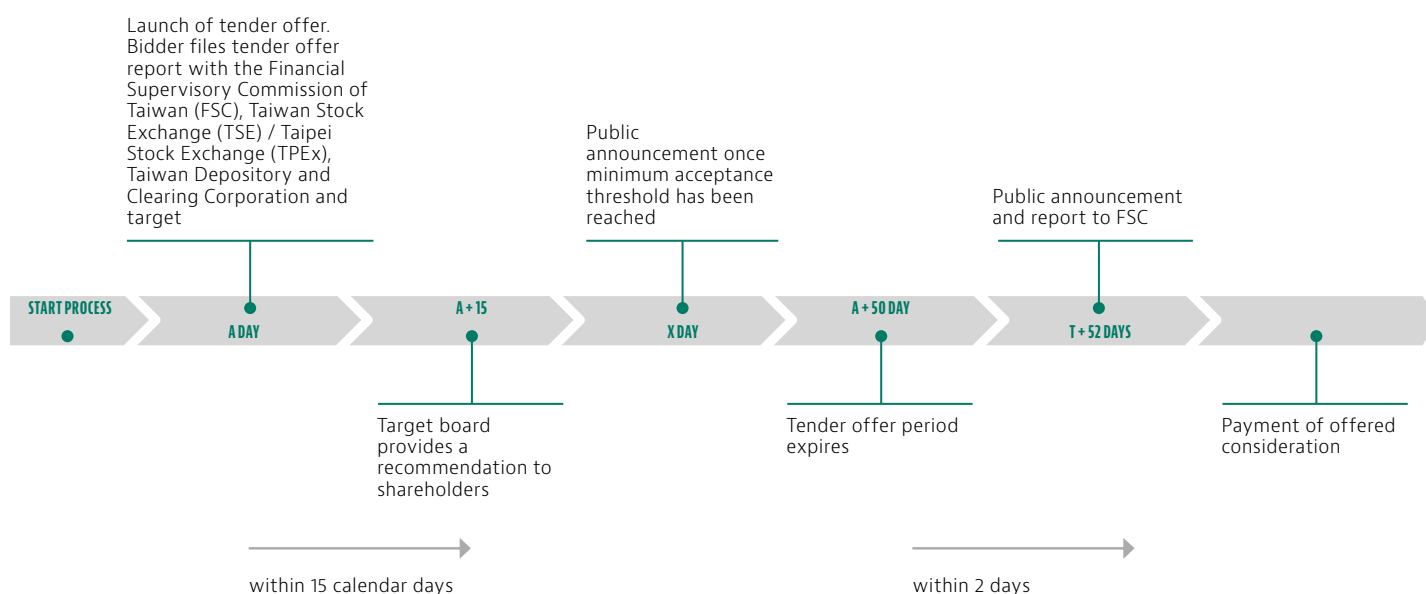 Launch of tender offer.
Bidder files tender offer
report with the Financial
Supervisory Commission of
Taiwan (FSC), Taiwan Stock
Exchange (TSE) / Taipei
Stock Exchange (TPEx),
Taiwan Depository and
Clearing Corporation and
target
Public
announcement once
minimum acceptance
threshold has been
reached
Public announcement
and report to FSC
START PROCESS
A DAY
A + 15
X DAY
A + 50 DAY
T + 52 DAYS
Target board
provides a
recommendation to
shareholders
Tender offer period
expires
Payment of offered
consideration
within 15 calendar days
within 2 days